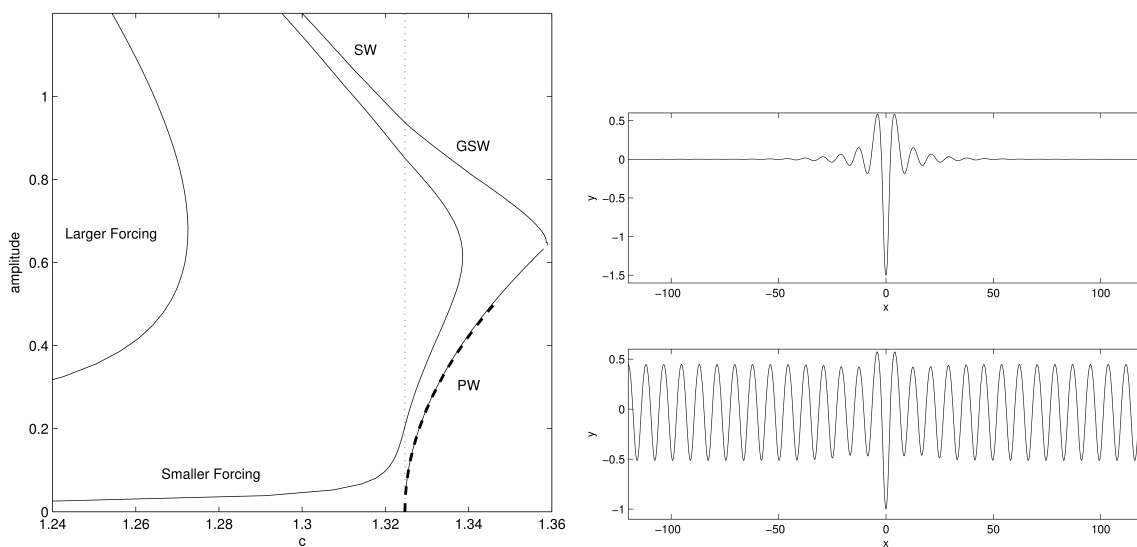 SW
GSW
Larger Forcing
PW
Smaller Forcing
amplitude
1
0.8
0.6
0.4
0.2
0
1.24 1.26 1.28 1.3 1.32 1.34 1.36
c
0.5
0
−0.5
−1
−1.5
y
−100 −50 0 50 100
x
0.5
0
−0.5
−1
y
−100 −50 0 50 100
x